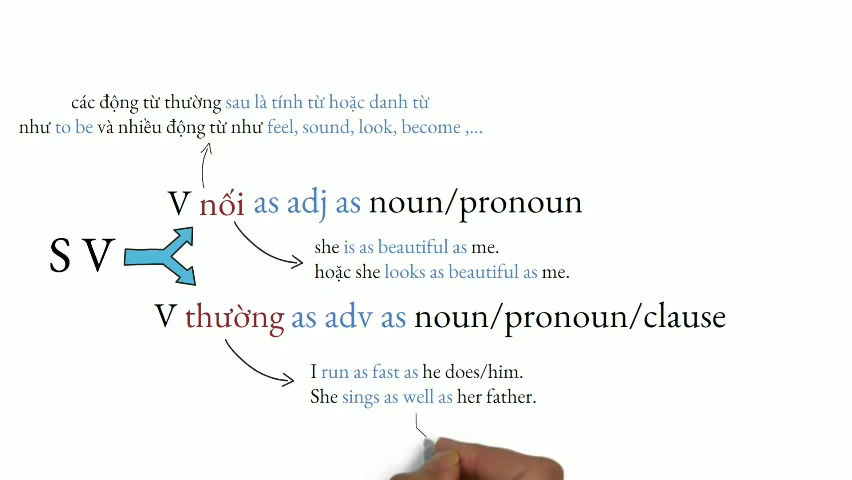 các động từ thường sau là tính từ hoặc danh từ
như to be và nhiều động từ như feel, sound, look, become ,...
V nối as adj as noun/pronoun
she is as beautiful as me.
hoặc she looks as beautiful as me.
S V
V thường as adv as noun/pronoun/clause
I run as fast as he does/him.
She sings as well as her father.